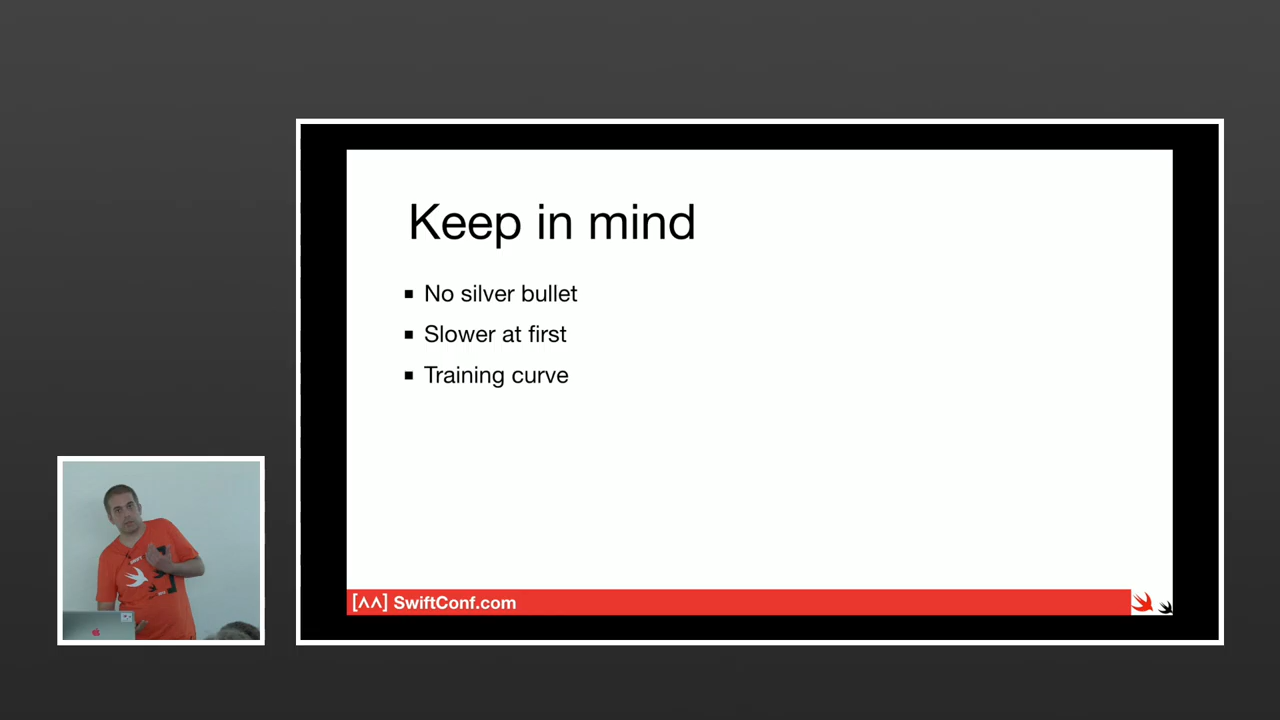 Keep in mind
No silver bullet
Slower at first
Training curve
[^^] SwiftConf.com